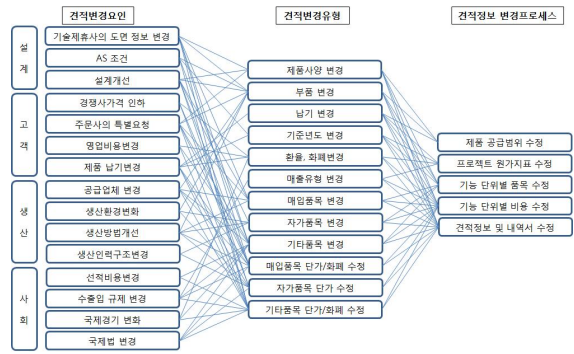 견적변경요인
견적변경유형
견적정보 변경프로세스
설계
기술제휴사의 도면 정보 변경
AS 조건
설계개선
고객
경쟁사가격 인하
주문사의 특별요청
영업비용변경
제품 납기변경
생산
공급업체 변경
생산환경변화
생산방법개선
생산인력구조변경
사회
선적비용변경
수출입 규제 변경
국제경기 변화
국제법 변경
제품사양 변경
부품 변경
납기 변경
기준년도 변경
환율, 화폐변경
매출유형 변경
매입품목 변경
자가품목 변경
기타품목 변경
매입품목 단가/화폐 수정
자가품목 단가 수정
기타품목 단가/화폐 수정
제품 공급범위 수정
프로젝트 원가지표 수정
기능 단위별 품목 수정
기능 단위별 비용 수정
견적정보 및 내역서 수정